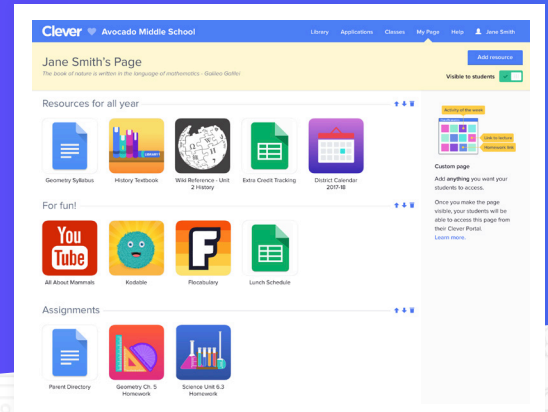 Clever Avocado Middle School
Library Applications Classes My Page Help Jane Smith
Jane Smith's Page
The book of nature is written in the language of mathematics - Galileo Galilei
Add resource
Visible to students
Resources for all year
Geometry Syllabus
History Textbook
Wiki Reference - Unit
2 History
Extra Credit Tracking
District Calendar
2017-18
For fun!
You
Tube
All About Mammals
Kodable
F
Flocabulary
Lunch Schedule
Assignments
Parent Directory
Geometry Ch. 5
Homework
Science Unit 6.3
Homework
Activity of the week
Link to lecture
Homework link
Custom page
Add anything you want your
students to access.
Once you make the page
visible, your students will be
able to access this page from
their Clever Portal.
Learn more.